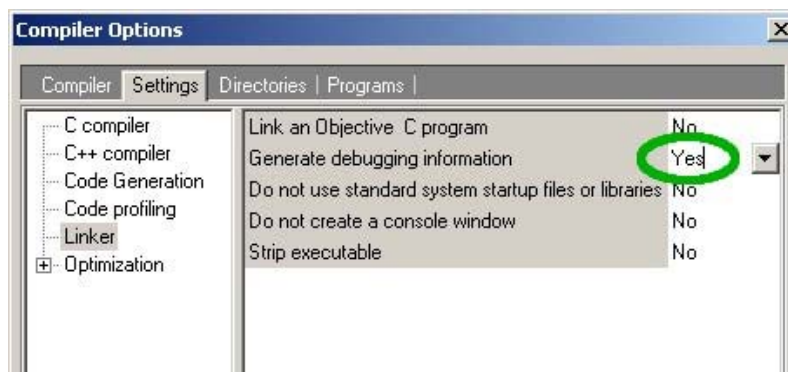 Compiler Options
Compiler Settings Directories Programs
C compiler
C++ compiler
Code Generation
Code profiling
Linker
Optimization
Link an Objective C program No
Generate debugging information Yes
Do not use standard system startup files or libraries No
Do not create a console window No
Strip executable No